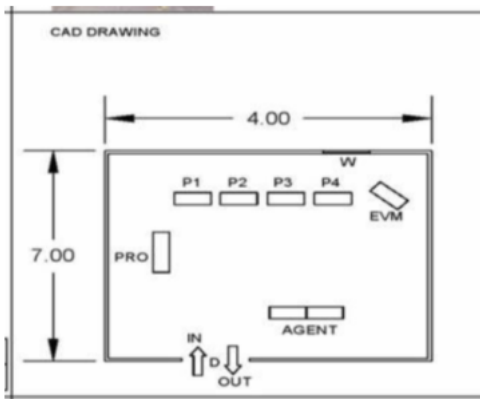 CAD DRAWING
4.00
W
P1 P2 P3 P4
EVM
7.00
PRO
AGENT
IN
D
OUT